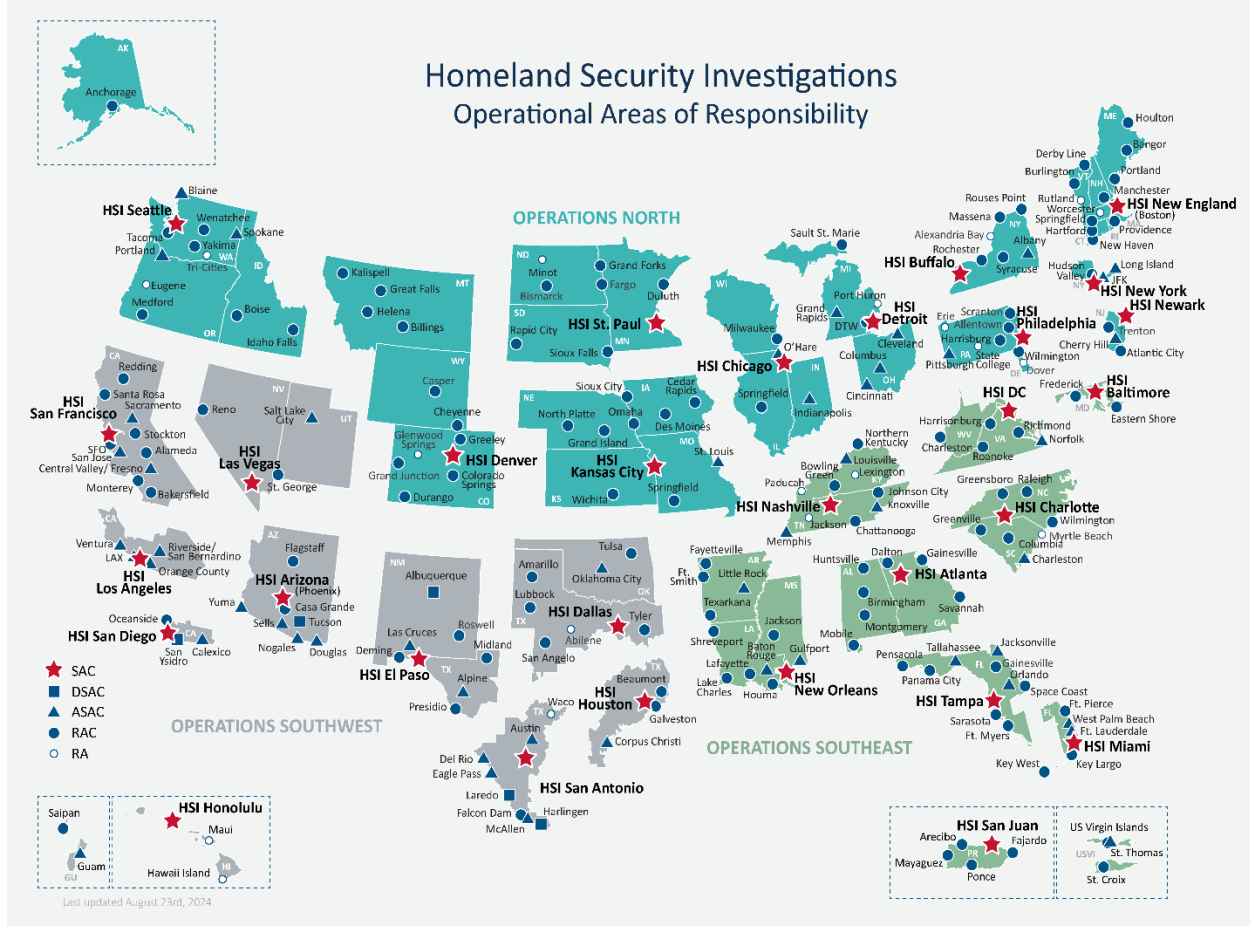 Homeland Security Investigations
Operational Areas of Responsibility
AK
Anchorage
OPERATIONS NORTH
Blaine
HSI Seattle
Wenatchee
Tacoma
Spokane
Portland
Yakima
WA
Tri-Cities
ID
Eugene
Medford
Boise
OR
Idaho Falls
Kalispell
MT
Great Falls
Helena
Billings
WY
Casper
Cheyenne
Glenwood
Springs
Greeley
HSI Denver
Grand Junction
Colorado
Springs
Durango
CO
ND
Minot
Bismarck
Grand Forks
Fargo
Duluth
SD
HSI St. Paul
Rapid City
MN
Sioux Falls
Sioux City
IA
Cedar
Rapids
NE
North Platte
Omaha
Des Moines
Grand Island
MO
HSI
Kansas City
St. Louis
KS
Wichita
Springfield
WI
Milwaukee
O'Hare
HSI Chicago
IN
Springfield
Indianapolis
IL
Sault St. Marie
MI
Port Huron
Grand
Rapids
HSI
Detroit
DTW
Cleveland
Columbus
OH
Cincinnati
ME
Houlton
Bangor
Derby Line
Burlington
Portland
VT
NH
Manchester
Rutland
Worcester
HSI New England
(Boston)
Springfield
MA
Hartford
Providence
CT
RI
New Haven
Rouses Point
Massena
NY
Alexandria Bay
Albany
Rochester
HSI Buffalo
Syracuse
Hudson
Valley
Long Island
JFK
NY
HSI New York
HSI Newark
NJ
Trenton
Cherry Hill
Atlantic City
Erie
Scranton
HSI
Philadelphia
Allentown
Harrisburg
PA
State
College
Pittsburgh
Wilmington
DE
Dover
Frederick
HSI
Baltimore
MD
Eastern Shore
HSI DC
Harrisonburg
Richmond
WV
VA
Norfolk
Charleston
Roanoke
CA
Redding
Santa Rosa
HSI
San Francisco
Sacramento
Stockton
SFO
Alameda
San Jose
Central Valley/ Fresno
Monterey
Bakersfield
NV
Reno
Salt Lake
City
UT
HSI
Las Vegas
St. George
CA
Ventura
LAX
Riverside/
San Bernardino
Orange County
HSI
Los Angeles
Oceanside
HSI San Diego
CA
San
Ysidro
Calexico
AZ
Flagstaff
HSI Arizona
(Phoenix)
Yuma
Casa Grande
Sells
Tucson
Nogales
Douglas
NM
Albuquerque
Roswell
Las Cruces
Deming
Midland
HSI El Paso
TX
Alpine
Presidio
Tulsa
Amarillo
Oklahoma City
OK
Lubbock
TX
HSI Dallas
Tyler
Abilene
San Angelo
TX
Beaumont
HSI
Houston
Galveston
Corpus Christi
Waco
TX
Austin
Del Rio
Eagle Pass
HSI San Antonio
Laredo
Falcon Dam
Harlingen
McAllen
Northern
Kentucky
Bowling
Green
Louisville
Lexington
Paducah
KY
Johnson City
HSI Nashville
Knoxville
TN
Jackson
Chattanooga
Memphis
Greensboro
Raleigh
NC
HSI Charlotte
Greenville
Wilmington
Columbia
Myrtle Beach
SC
Charleston
Fayetteville
AR
Ft.
Smith
Little Rock
MS
Texarkana
LA
Jackson
Shreveport
Baton
Rouge
Gulfport
Lafayette
Lake
Charles
Houma
HSI
New Orleans
Huntsville
Dalton
Gainesville
AL
HSI Atlanta
Birmingham
Savannah
Montgomery
GA
Mobile
Pensacola
Tallahassee
Jacksonville
FL
Gainesville
Panama City
Orlando
HSI Tampa
Space Coast
Sarasota
Ft. Myers
FL
Ft. Pierce
West Palm Beach
Ft. Lauderdale
HSI Miami
Key Largo
Key West
SAC
DSAC
ASAC
RAC
RA
OPERATIONS SOUTHWEST
OPERATIONS SOUTHEAST
Saipan
Guam
GU
HSI Honolulu
Maui
Hawaii Island
HI
HSI San Juan
Arecibo
Fajardo
PR
Mayaguez
Ponce
US Virgin Islands
USVI
St. Thomas
St. Croix
Last updated August 23rd, 2024